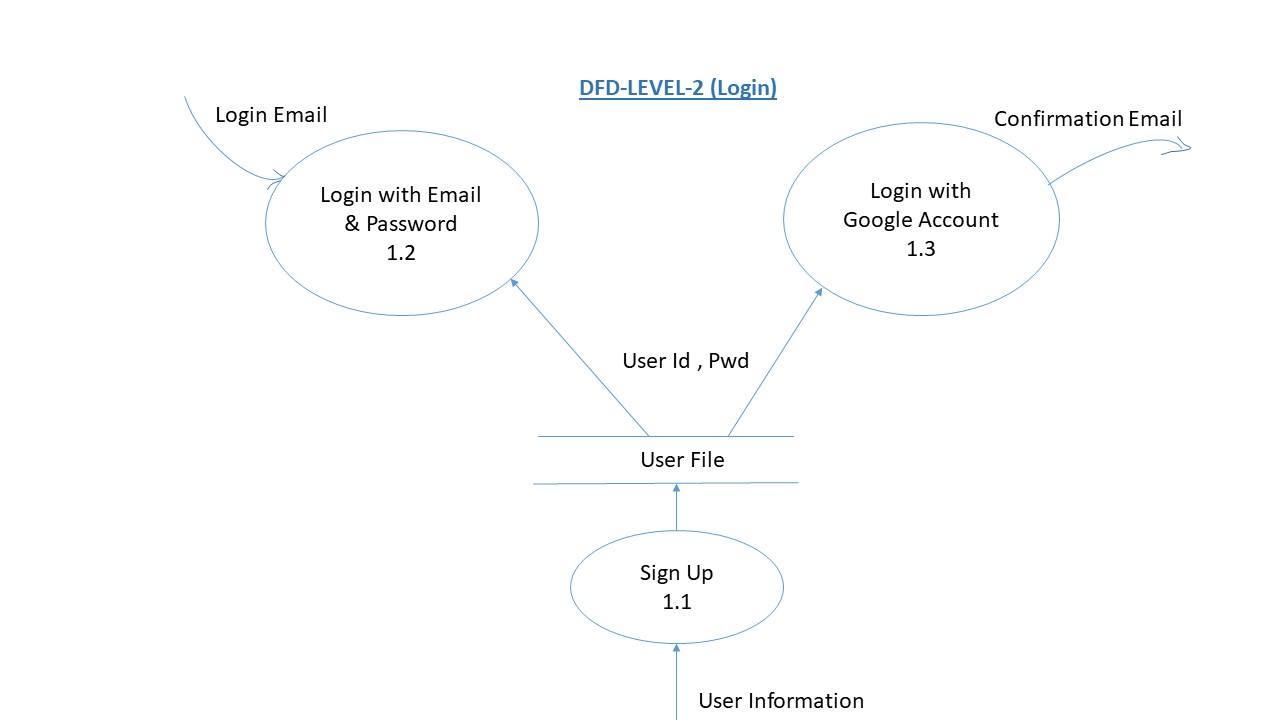 DFD-LEVEL-2 (Login)
Login Email
Confirmation Email
Login with Email
& Password
1.2
Login with
Google Account
1.3
User Id , Pwd
User File
Sign Up
1.1
User Information